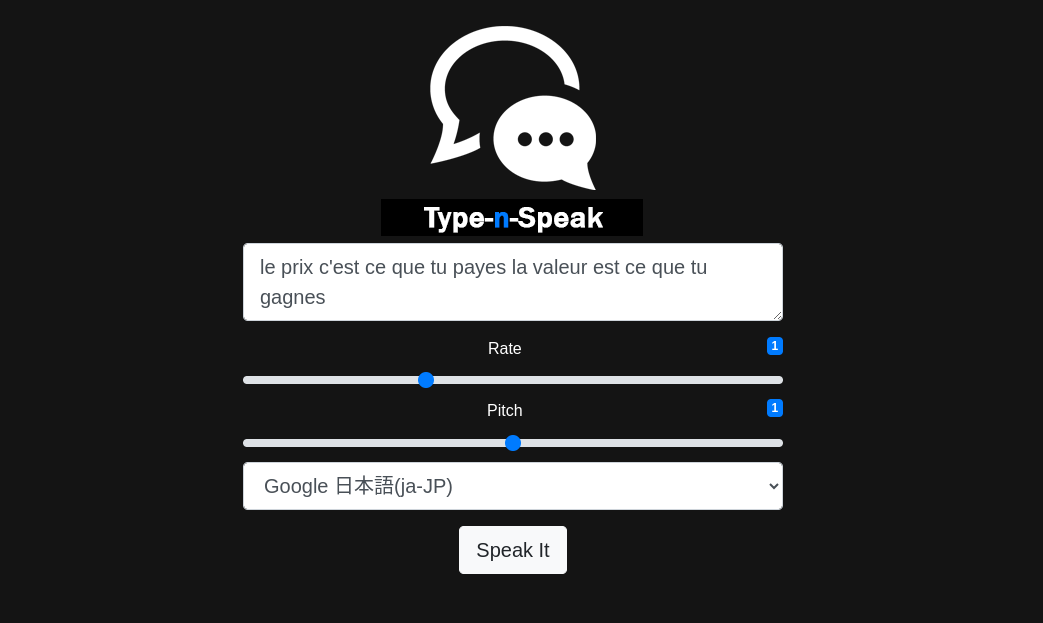 Type-n-Speak
le prix c'est ce que tu payes la valeur est ce que tu
gagnes
Rate
1
Pitch
1
Google 日本語(ja-JP)
Speak It